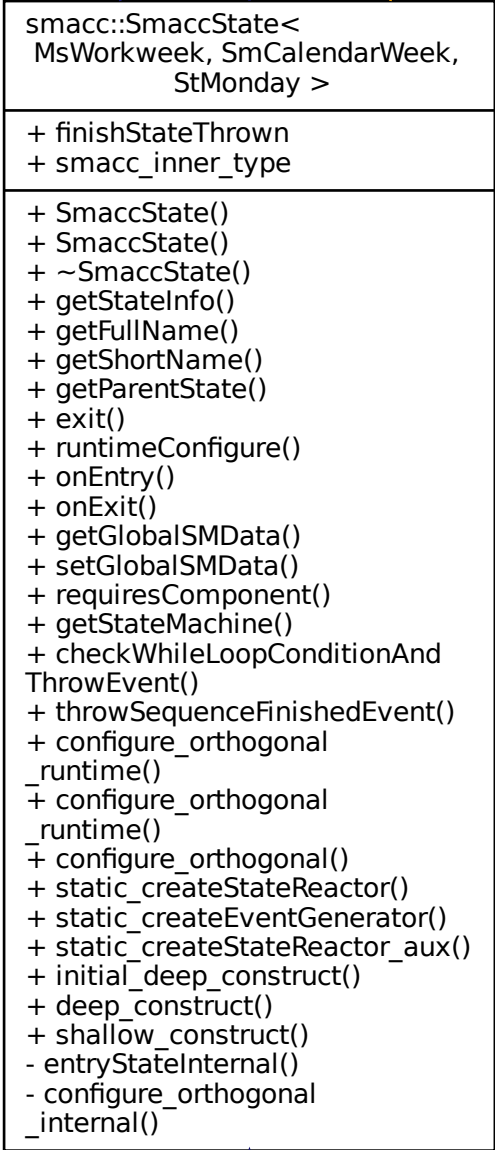 smacc::SmaccState<
MsWorkweek, SmCalendarWeek,
StMonday >
+ finishStateThrown
+ smacc_inner_type
+ SmaccState()
+ SmaccState()
+ ~SmaccState()
+ getStateInfo()
+ getFullName()
+ getShortName()
+ getParentState()
+ exit()
+ runtimeConfigure()
+ onEntry()
+ onExit()
+ getGlobalSMData()
+ setGlobalSMData()
+ requiresComponent()
+ getStateMachine()
+ checkWhileLoopConditionAnd
ThrowEvent()
+ throwSequenceFinishedEvent()
+ configure_orthogonal
_runtime()
+ configure_orthogonal
_runtime()
+ configure_orthogonal()
+ static_createStateReactor()
+ static_createEventGenerator()
+ static_createStateReactor_aux()
+ initial_deep_construct()
+ deep_construct()
+ shallow_construct()
- entryStateInternal()
- configure_orthogonal
_internal()